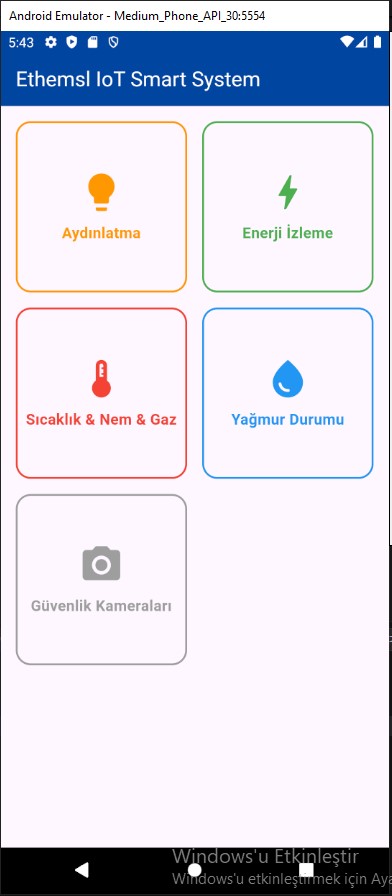 Android Emulator - Medium_Phone_API_30:5554
5:43
Ethemsl IoT Smart System
Aydınlatma
Enerji İzleme
Sıcaklık & Nem & Gaz
Yağmur Durumu
Güvenlik Kameraları
Windows'u Etkinleştir
Windows'u etkinleştirmek için Aya